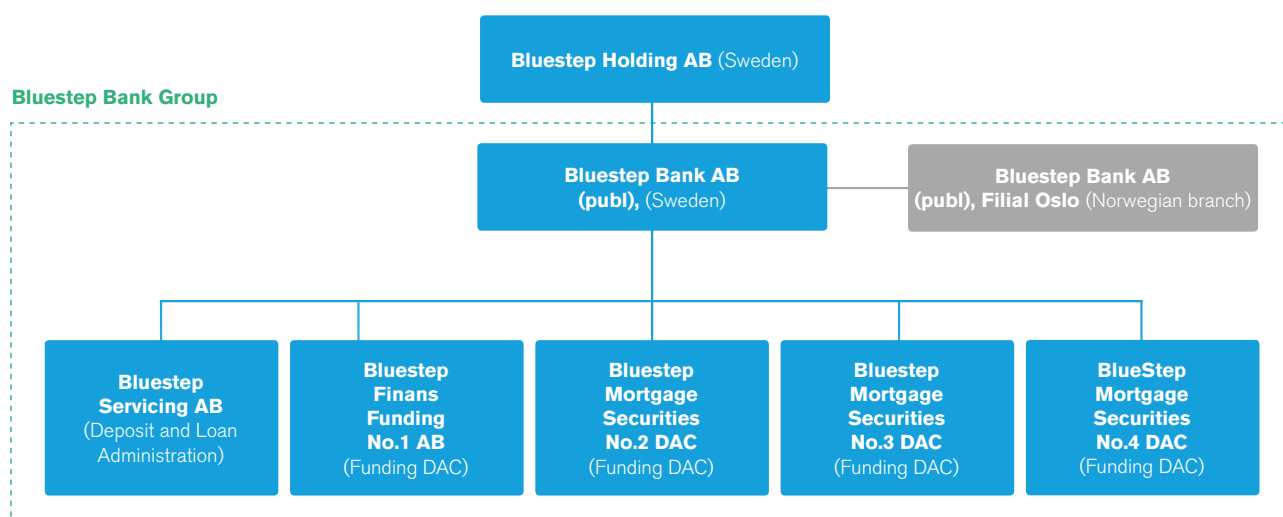 Bluestep Holding AB (Sweden)
Bluestep Bank Group
Bluestep Bank AB
(publ), (Sweden)
Bluestep Bank AB
(publ), Filial Oslo (Norwegian branch)
Bluestep
Servicing AB
(Deposit and Loan
Administration)
Bluestep
Finans
Funding
No.1 AB
(Funding DAC)
Bluestep
Mortgage
Securities
No.2 DAC
(Funding DAC)
Bluestep
Mortgage
Securities
No.3 DAC
(Funding DAC)
BlueStep
Mortgage
Securities
No.4 DAC
(Funding DAC)